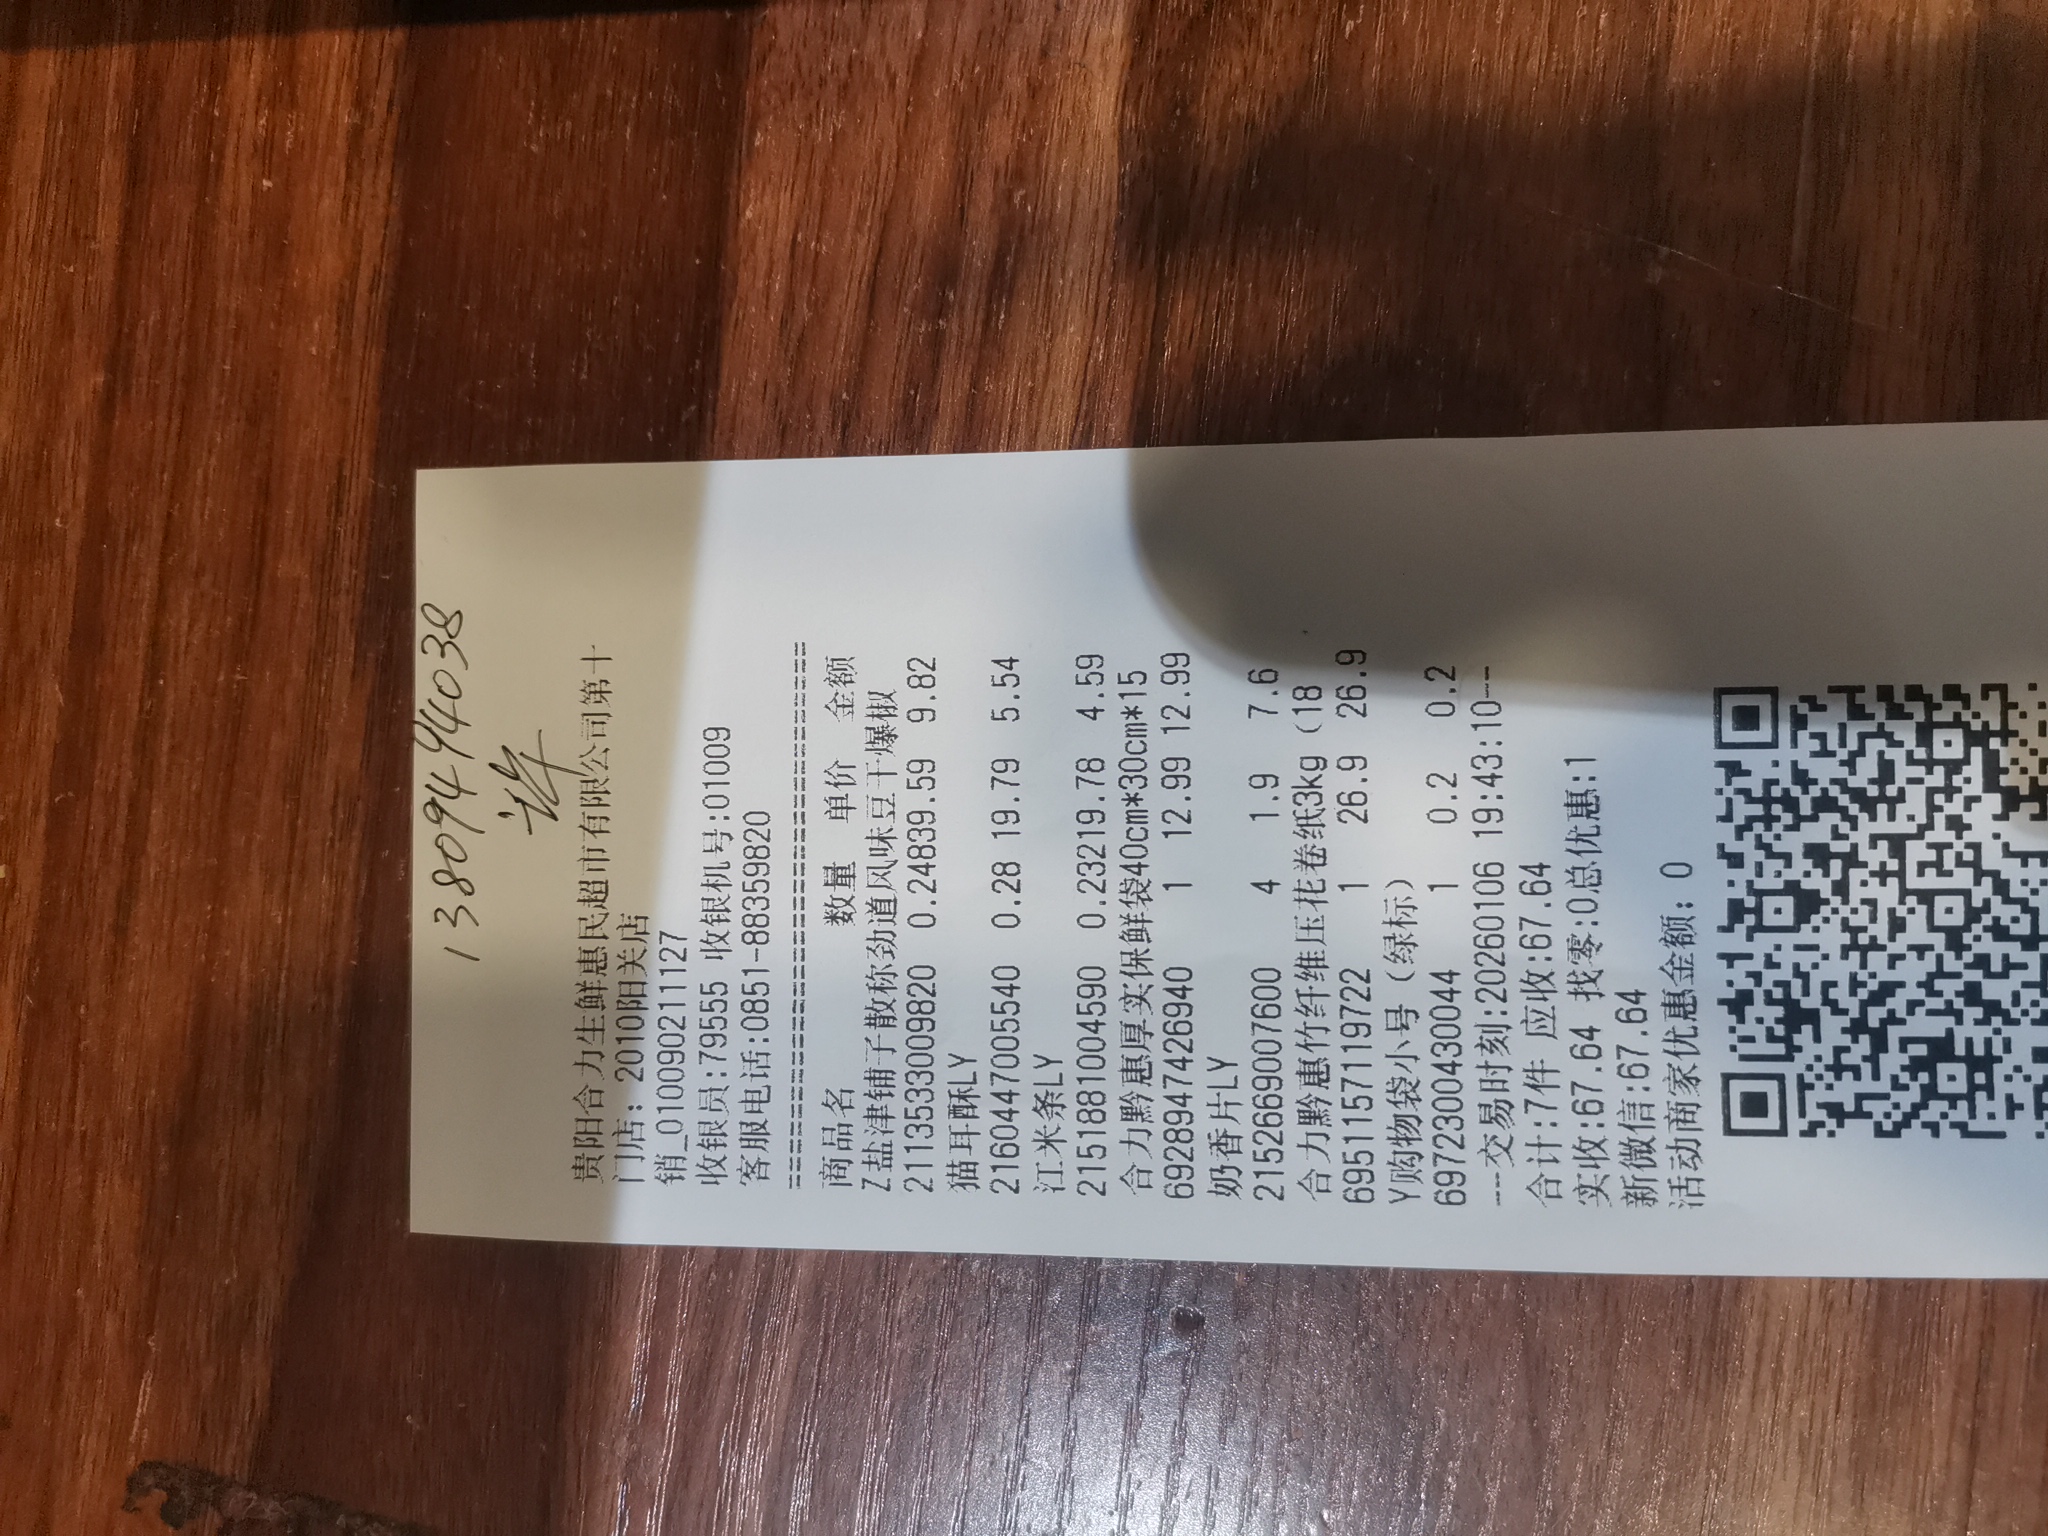 13809494038
贵阳合力生鲜惠民超市有限公司第十
门店: 2010阳关店
销_0100902111127
收银员:79555 收银机号:01009
客服电话:0851-88359820
商品名 数量 单价 金额
Z盐津铺子散称劲道风味豆干爆椒
2113533009820 0.24839.59 9.82
猫耳酥LY
2160447005540 0.28 19.79 5.54
江米条LY
2151881004590 0.23219.78 4.59
合力黔惠厚实保鲜袋40cm*30cm*15
6928947426940 1 12.99 12.99
奶香片LY
2152669007600 4 1.9 7.6
合力黔惠竹纤维压花卷纸3kg（18
6951157119722 1 26.9 26.9
Y购物袋小号（绿标）
6972300430044 1 0.2 0.2
---交易时刻:20260106 19:43:10--
合计:7件 应收:67.64
实收:67.64 找零:0总优惠:1
新微信:67.64
活动商家优惠金额: 0